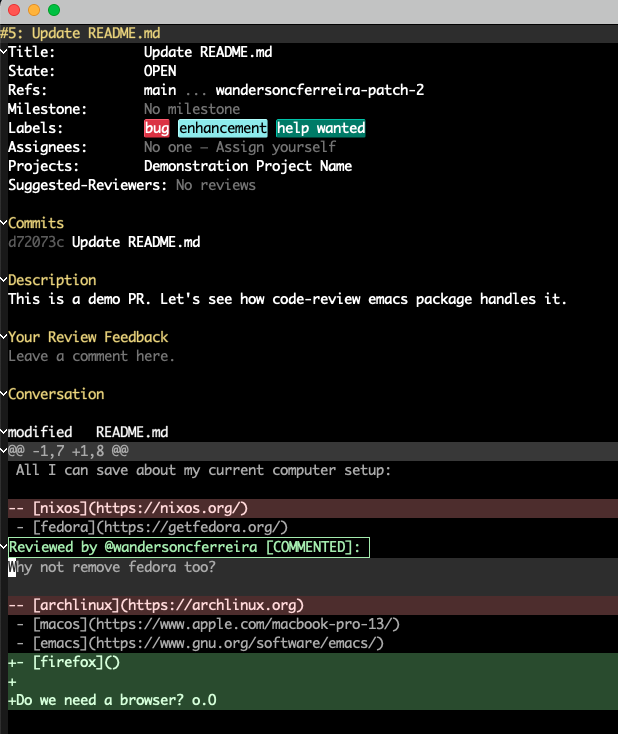 #5: Update README.md
Title: Update README.md
State: OPEN
Refs: main ... wandersoncferreira-patch-2
Milestone: No milestone
Labels: bug enhancement help wanted
Assignees: No one — Assign yourself
Projects: Demonstration Project Name
Suggested-Reviewers: No reviews
Commits
d72073c Update README.md
Description
This is a demo PR. Let's see how code-review emacs package handles it.
Your Review Feedback
Leave a comment here.
Conversation
modified README.md
@@ -1,7 +1,8 @@
All I can save about my current computer setup:
-- [nixos](https://nixos.org/)
- [fedora](https://getfedora.org/)
Reviewed by @wandersoncferreira [COMMENTED]:
Why not remove fedora too?
-- [archlinux](https://archlinux.org)
- [macos](https://www.apple.com/macbook-pro-13/)
- [emacs](https://www.gnu.org/software/emacs/)
+- [firefox]()
+
+Do we need a browser? o.O